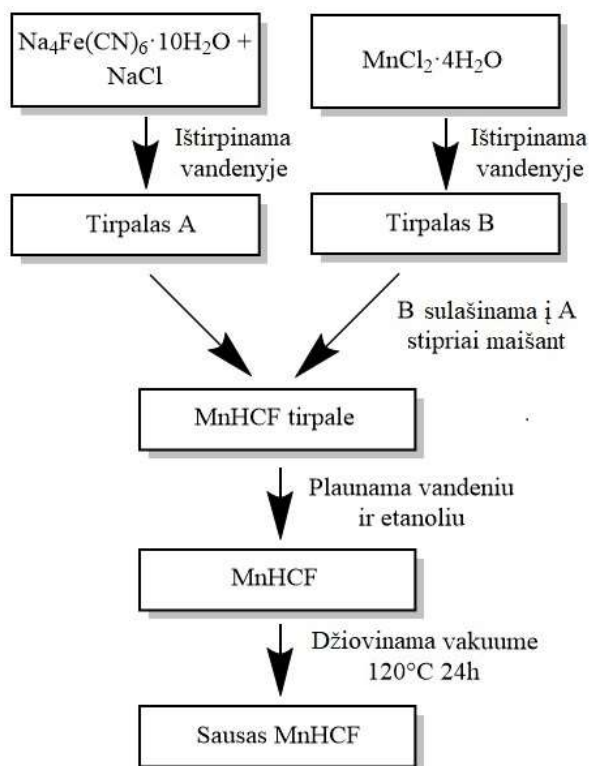 Na₄Fe(CN)₆·10H₂O +
NaCl
MnCl₂·4H₂O
Ištirpinama
vandenyje
Ištirpinama
vandenyje
Tirpalas A
Tirpalas B
B sulašinama į A
stipriai maišant
MnHCF tirpale
Plaunama vandeniu
ir etanoliu
MnHCF
Džiovinama vakuume
120°C 24h
Sausas MnHCF